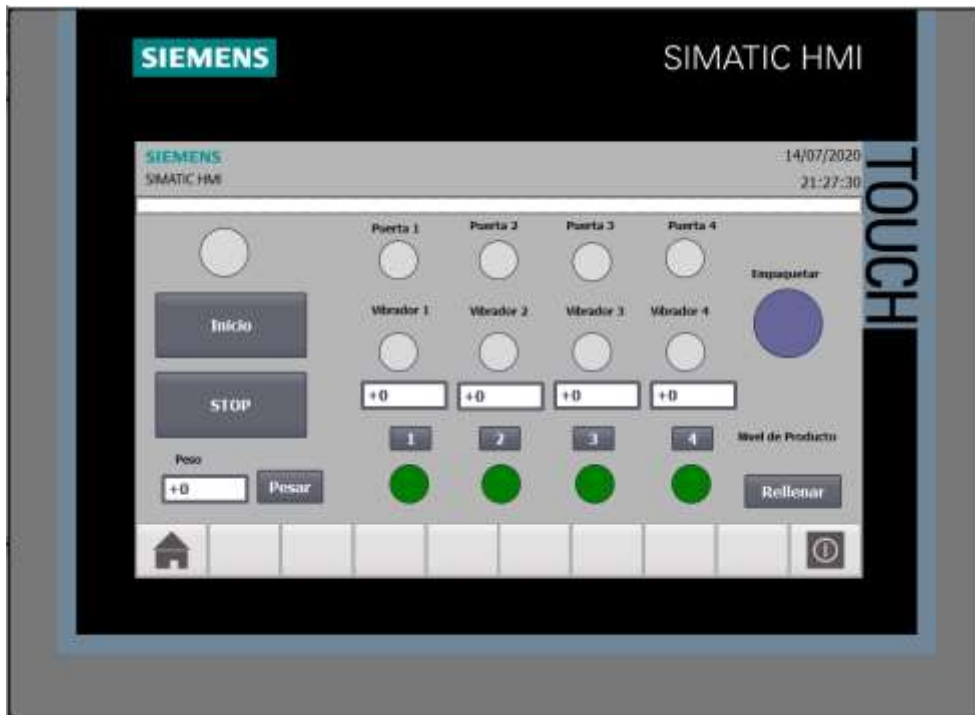 SIEMENS
SIMATIC HMI
TOUCH
SIEMENS
SIMATIC HMI
14/07/2020
21:27:30
Puerta 1
Puerta 2
Puerta 3
Puerta 4
Empaquetar
Inicio
Vibrador 1
Vibrador 2
Vibrador 3
Vibrador 4
STOP
+0
+0
+0
+0
1
2
3
4
Nivel de Producto
Peso
+0
Pesar
Rellenar